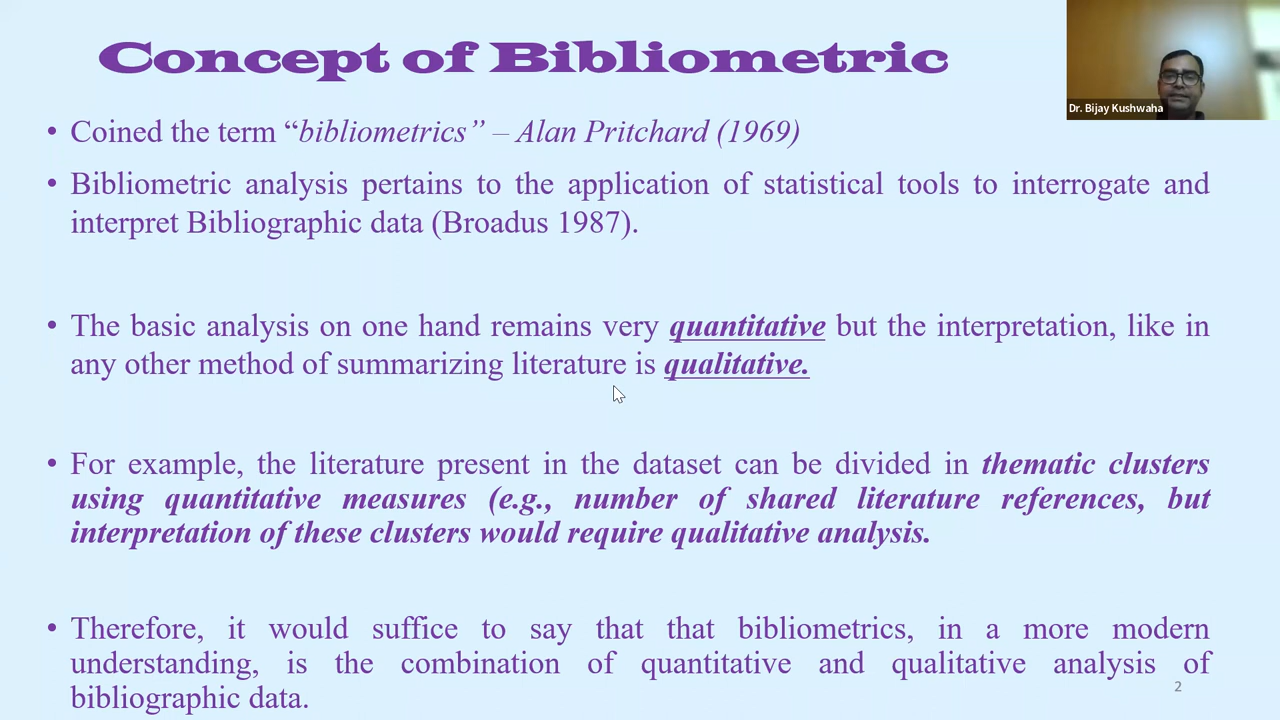 Concept of Bibliometric
Dr. Bijay Kushwaha
• Coined the term “bibliometrics” – Alan Pritchard (1969)
• Bibliometric analysis pertains to the application of statistical tools to interrogate and
interpret Bibliographic data (Broadus 1987).
• The basic analysis on one hand remains very quantitative but the interpretation, like in
any other method of summarizing literature is qualitative.
• For example, the literature present in the dataset can be divided in thematic clusters
using quantitative measures (e.g., number of shared literature references, but
interpretation of these clusters would require qualitative analysis.
• Therefore, it would suffice to say that that bibliometrics, in a more modern
understanding, is the combination of quantitative and qualitative analysis of
bibliographic data.
2